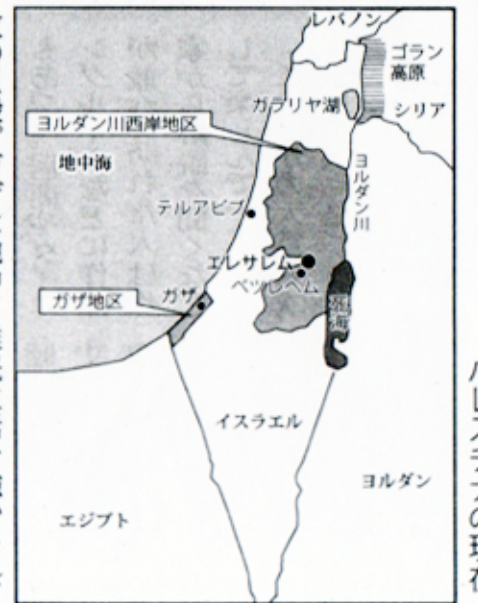 レバノン
ゴラン
高原
ガラリヤ湖
シリア
ヨルダン川西岸地区
地中海
ヨルダン川
テルアビブ
エレサレム
ベツレヘム
ガザ地区
ガザ
死海
イスラエル
ヨルダン
エジプト
パレスチナの現在